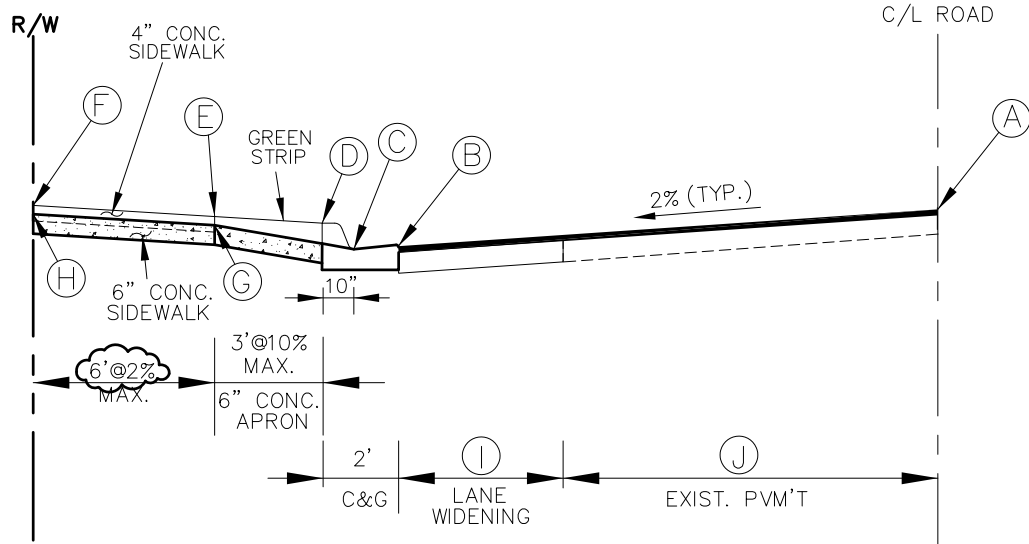 R/W
C/L ROAD
4" CONC.
SIDEWALK
F
E
GREEN
STRIP
D
C
B
A
2% (TYP.)
H
6" CONC.
SIDEWALK
G
10"
6'@2%
MAX.
3'@10%
MAX.
6" CONC.
APRON
2'
C&G
I
LANE
WIDENING
J
EXIST. PVM'T